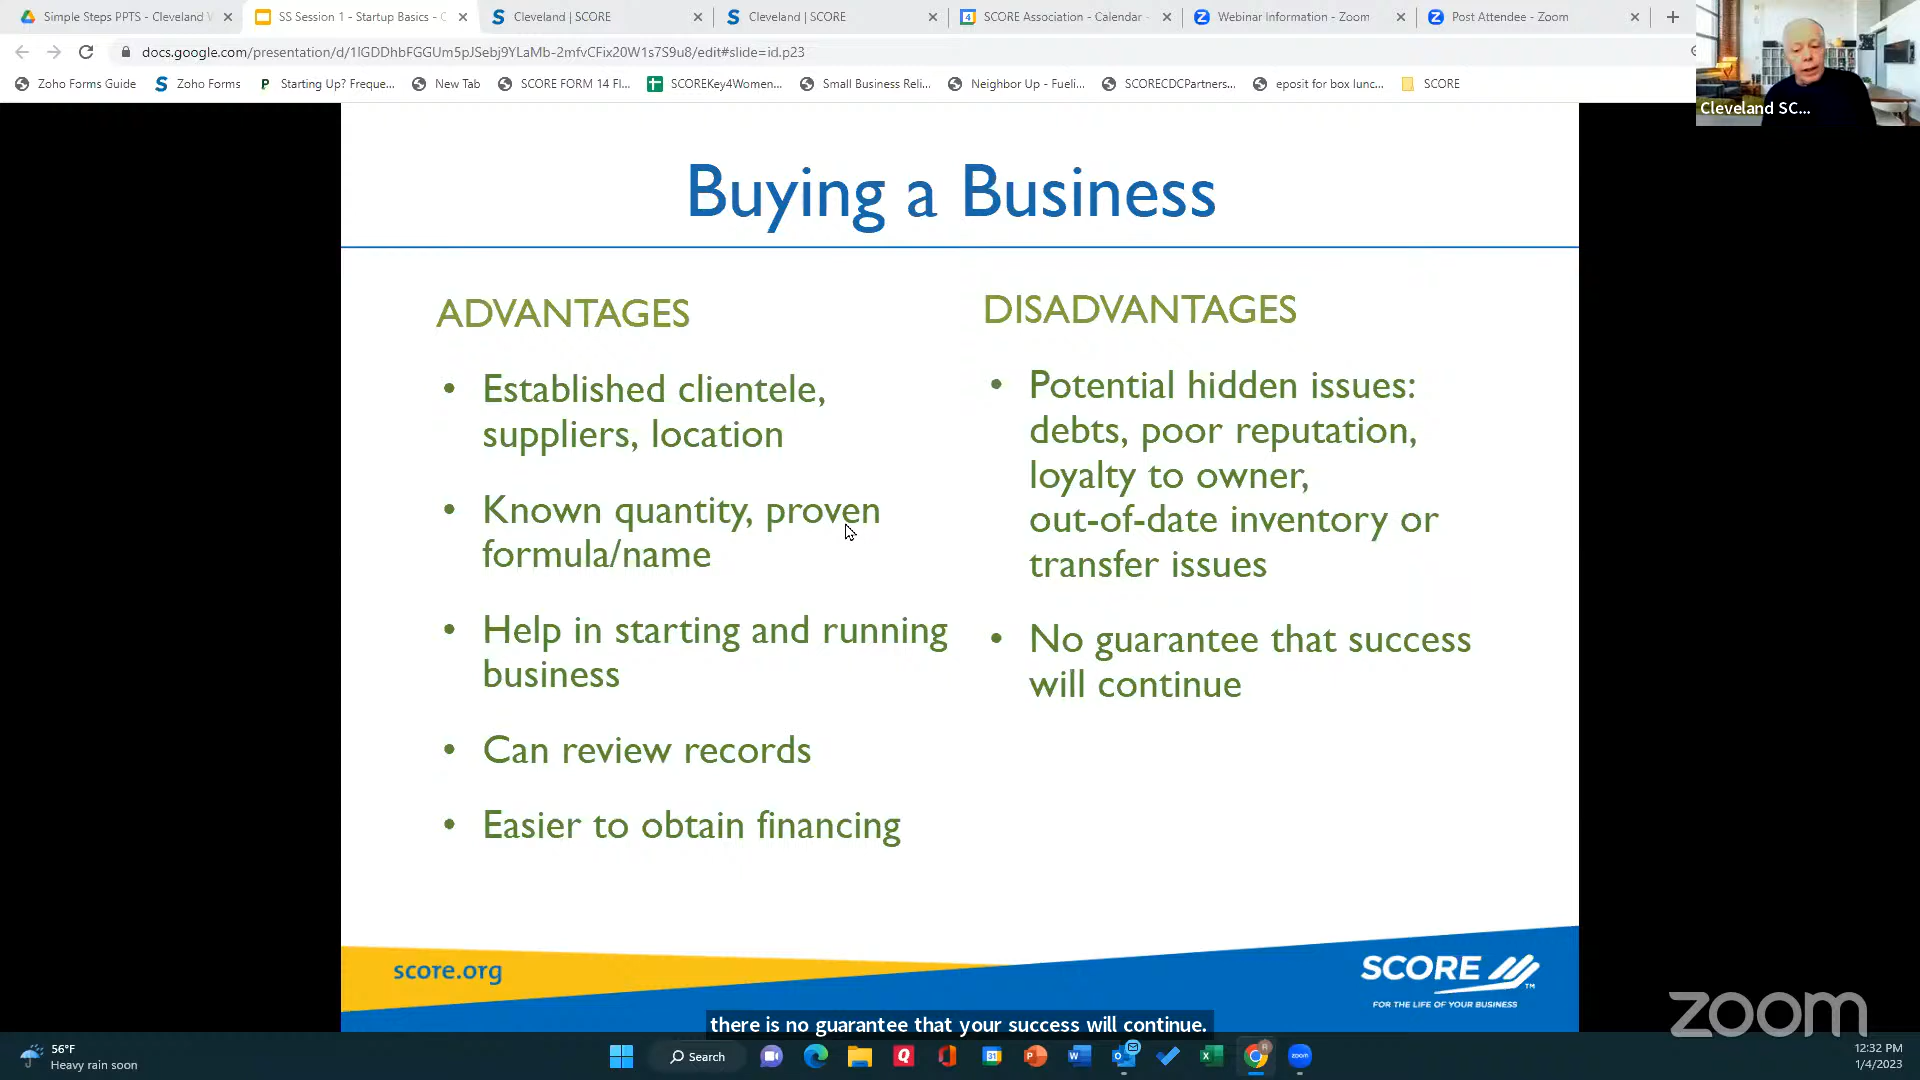 Simple Steps PPTS - Cleveland
SS Session 1 - Startup Basics -
Cleveland | SCORE
Cleveland | SCORE
SCORE Association - Calendar
Webinar Information - Zoom
Post Attendee - Zoom
docs.google.com/presentation/d/1lGDDhbFGGUm5pJSebj9YLaMb-2mfvCFix20W1s7S9u8/edit#slide=id.p23
Zoho Forms Guide
Zoho Forms
Starting Up? Freque...
New Tab
SCORE FORM 14 Fl...
SCOREKey4Women...
Small Business Reli...
Neighbor Up - Fueli...
SCORECDCPartners...
eposit for box lunc...
SCORE
Cleveland SC...
Buying a Business
ADVANTAGES
• Established clientele,
suppliers, location
• Known quantity, proven
formula/name
• Help in starting and running
business
• Can review records
• Easier to obtain financing
DISADVANTAGES
• Potential hidden issues:
debts, poor reputation,
loyalty to owner,
out-of-date inventory or
transfer issues
• No guarantee that success
will continue
score.org
SCORE
TM
FOR THE LIFE OF YOUR BUSINESS
there is no guarantee that your success will continue.
zoom
56°F
Heavy rain soon
Search
12:32 PM
1/4/2023